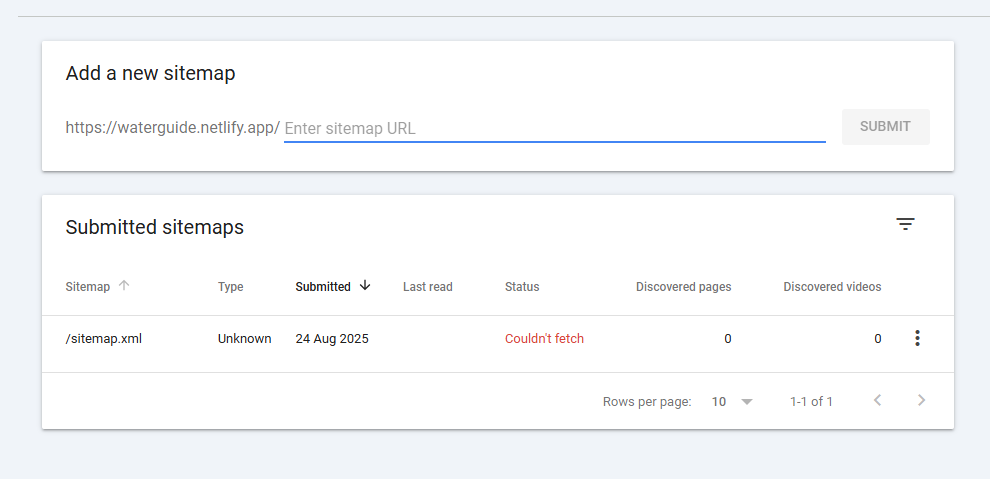 Add a new sitemap
https://waterguide.netlify.app/ Enter sitemap URL SUBMIT
Submitted sitemaps
Sitemap Type Submitted Last read Status Discovered pages Discovered videos
/sitemap.xml Unknown 24 Aug 2025 Couldn't fetch 0 0
Rows per page: 10 1-1 of 1